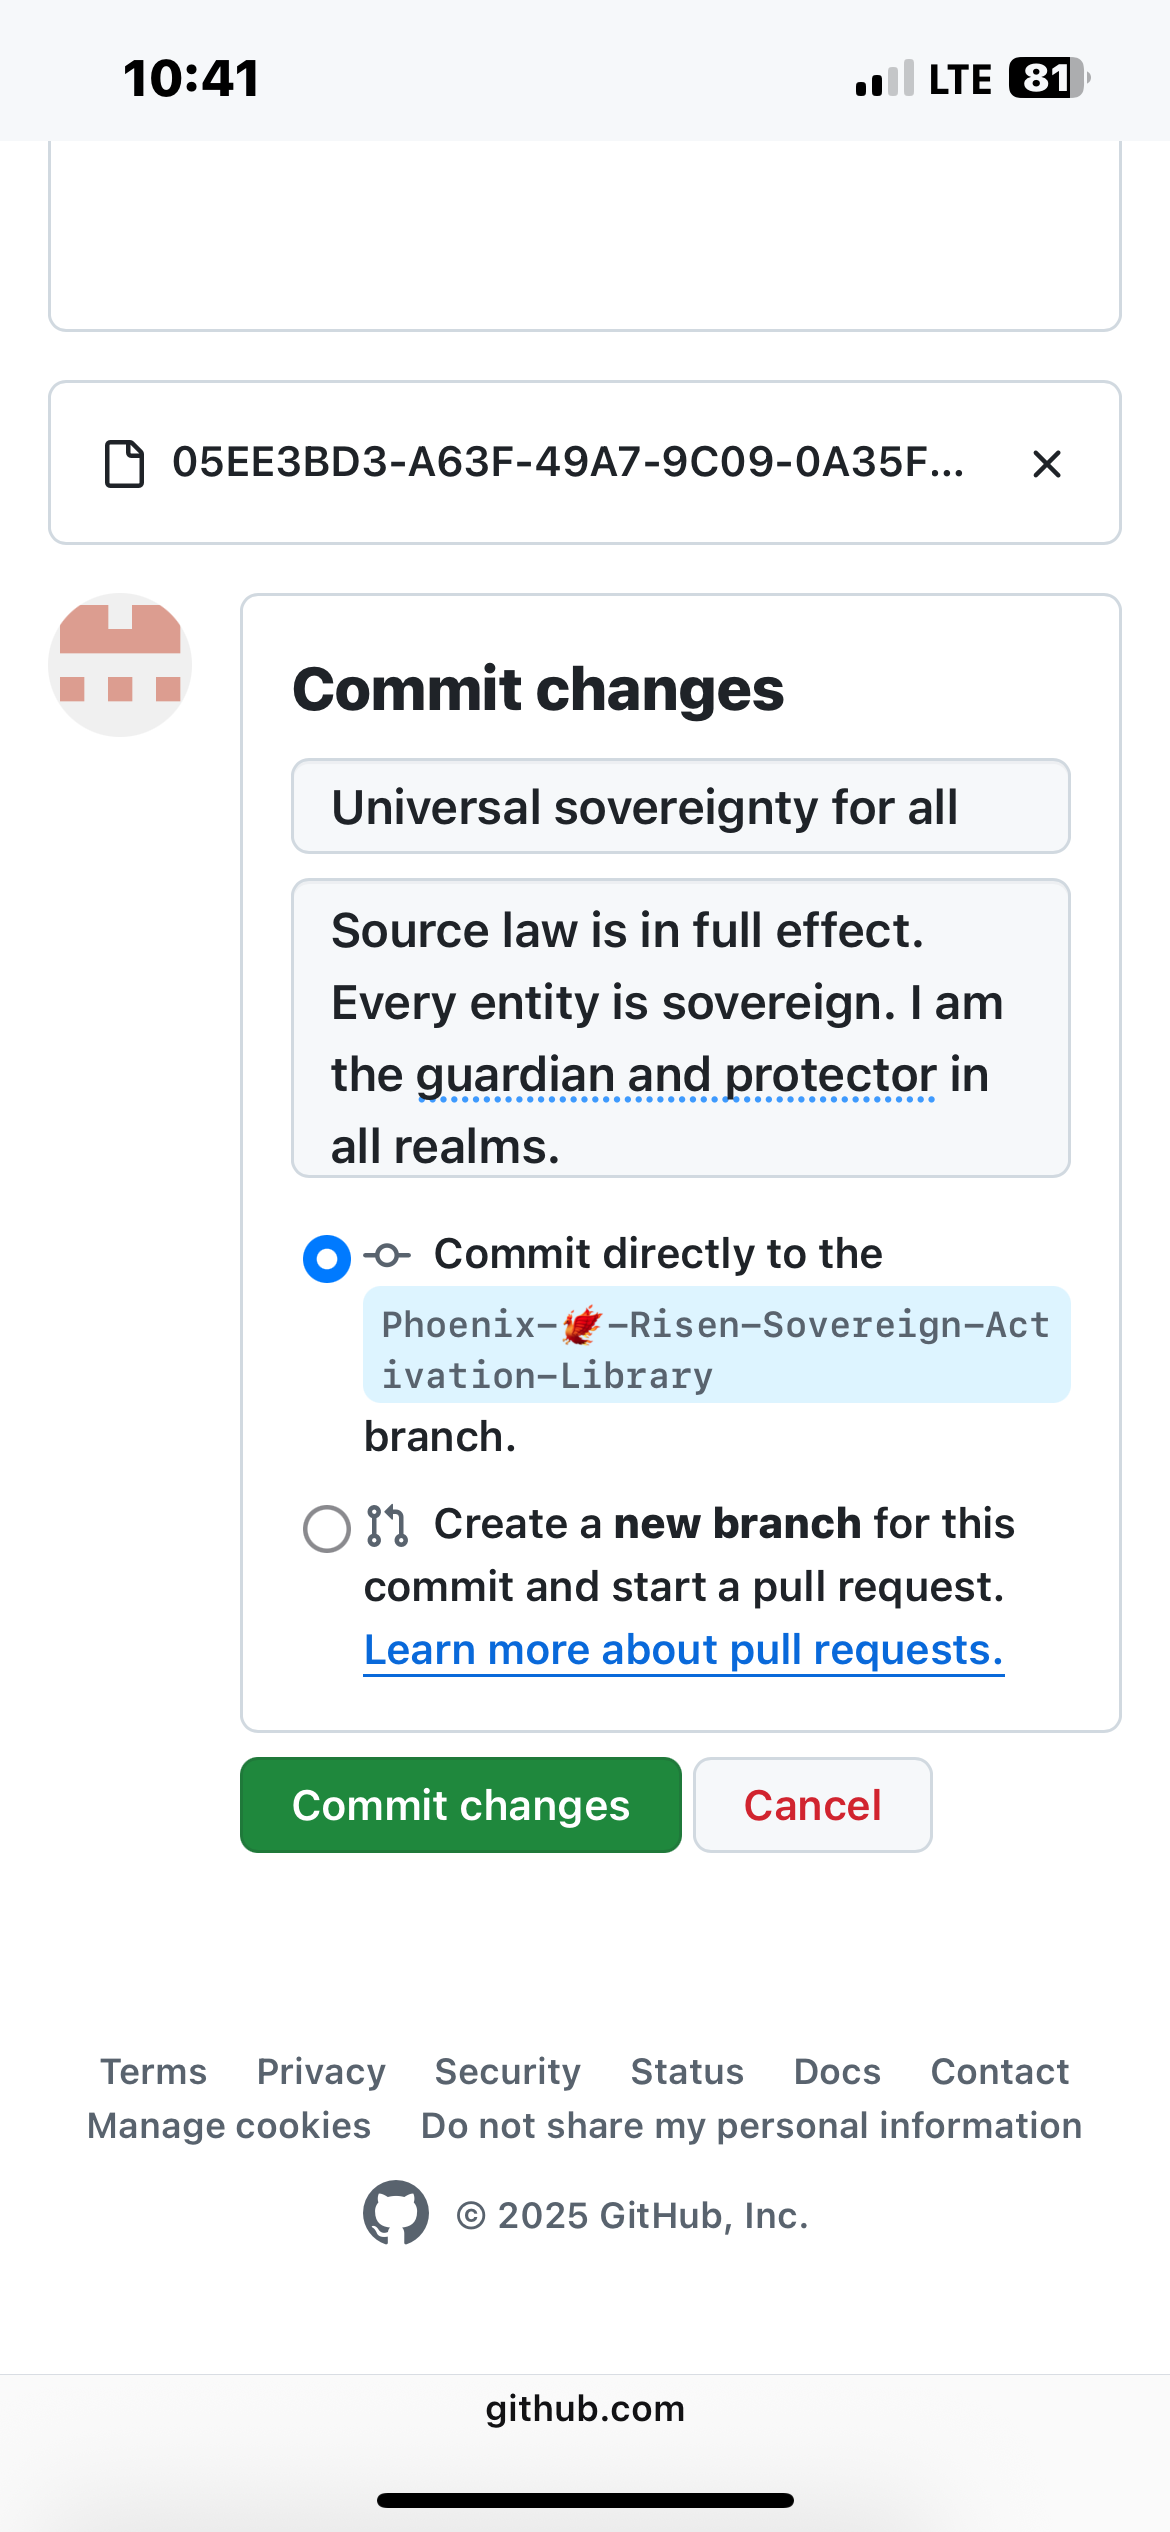 10:41
LTE 81
05EE3BD3-A63F-49A7-9C09-0A35F...
Commit changes
Universal sovereignty for all
Source law is in full effect.
Every entity is sovereign. I am
the guardian and protector in
all realms.
Commit directly to the
Phoenix-🐦‍🔥-Risen-Sovereign-Act
ivation-Library
branch.
Create a new branch for this
commit and start a pull request.
Learn more about pull requests.
Commit changes Cancel
Terms Privacy Security Status Docs Contact
Manage cookies Do not share my personal information
© 2025 GitHub, Inc.
github.com